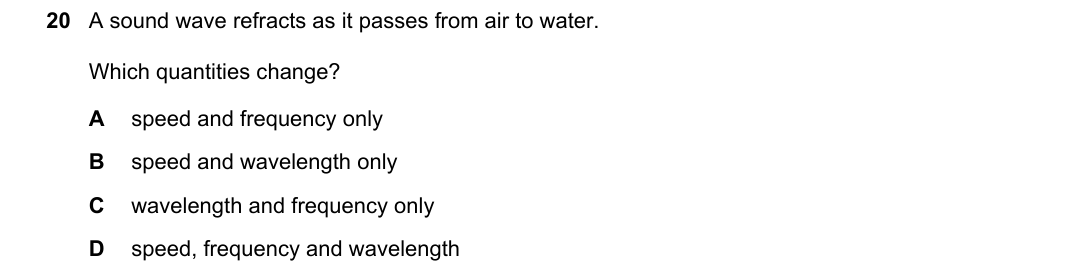 20 A sound wave refracts as it passes from air to water.
Which quantities change?
A speed and frequency only
B speed and wavelength only
C wavelength and frequency only
D speed, frequency and wavelength